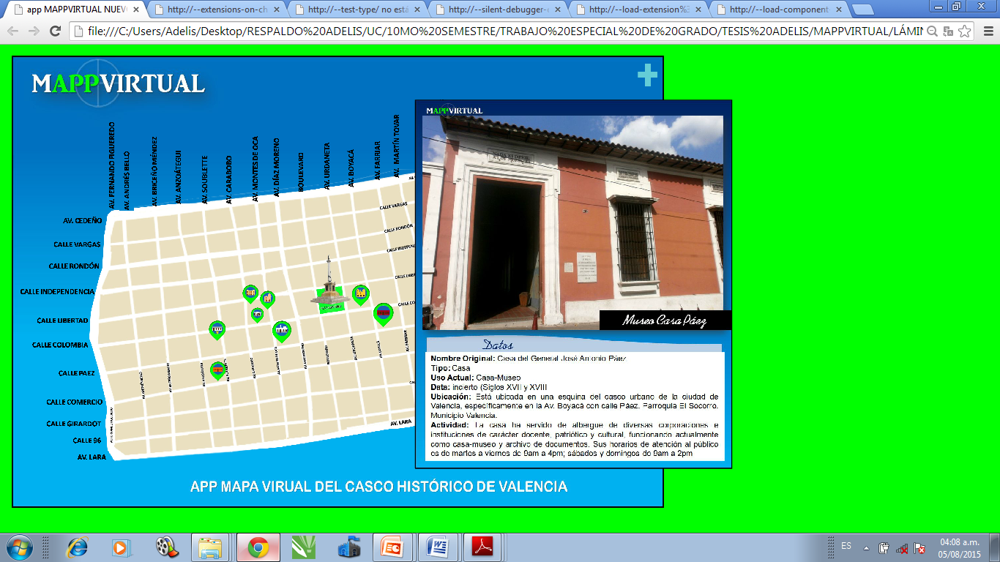 app MAPPVIRTUAL NUEV
http://--extensions-on-ch
http://--test-type/ no está
http://--silent-debugger-
http://--load-extension%3
http://--load-component
file:///C:/Users/Adelis/Desktop/RESPALDO%20ADELIS/UC/10MO%20SEMESTRE/TRABAJO%20ESPECIAL%20DE%20GRADO/TESIS%20ADELIS/MAPPVIRTUAL/LÁMIN
MAPPVIRTUAL
AV. FERNANDO FIGUEREDO
AV. ANDRÉS BELLO
AV. BRICEÑO MÉNDEZ
AV. ANZOÁTEGUI
AV. SOUBLETTE
AV. CARABOBO
AV. MONTES DE OCA
AV. DÍAZ MORENO
BOULEVARD
AV. URDANETA
AV. BOYACÁ
AV. FARRIAR
AV. MARTÍN TOVAR
AV. CEDEÑO
CALLE VARGAS
CALLE RONDÓN
CALLE INDEPENDENCIA
CALLE LIBERTAD
CALLE COLOMBIA
CALLE PAEZ
CALLE COMERCIO
CALLE GIRARDOT
CALLE 96
AV. LARA
CALLE VARGAS
CALLE RONDÓN
CALLE INDEPEN
CALLE LIBE
CALLE CO
AV. LARA
MAPPVIRTUAL
Museo Casa Páez
Datos
Nombre Original: Casa del General José Antonio Páez
Tipo: Casa
Uso Actual: Casa-Museo
Data: incierto (Siglos XVII y XVIII
Ubicación: Está ubicada en una esquina del casco urbano de la ciudad de
Valencia, específicamente en la Av. Boyacá con calle Páez. Parroquia El Socorro.
Municipio Valencia.
Actividad: La casa ha servido de albergue de diversas corporaciones e
instituciones de carácter docente, patriótico y cultural, funcionando actualmente
como casa-museo y archivo de documentos. Sus horarios de atención al público
es de martes a viernes de 9am a 4pm; sábados y domingos de 9am a 2pm
APP MAPA VIRUAL DEL CASCO HISTÓRICO DE VALENCIA
ES
04:08 a.m.
05/08/2015